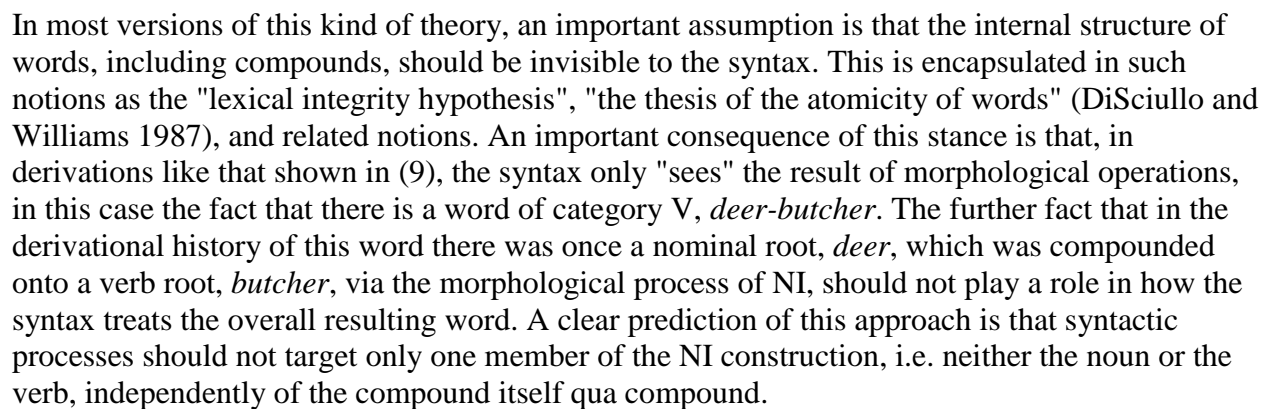 In most versions of this kind of theory, an important assumption is that the internal structure of
words, including compounds, should be invisible to the syntax. This is encapsulated in such
notions as the "lexical integrity hypothesis", "the thesis of the atomicity of words" (DiSciullo and
Williams 1987), and related notions. An important consequence of this stance is that, in
derivations like that shown in (9), the syntax only "sees" the result of morphological operations,
in this case the fact that there is a word of category V, deer-butcher. The further fact that in the
derivational history of this word there was once a nominal root, deer, which was compounded
onto a verb root, butcher, via the morphological process of NI, should not play a role in how the
syntax treats the overall resulting word. A clear prediction of this approach is that syntactic
processes should not target only one member of the NI construction, i.e. neither the noun or the
verb, independently of the compound itself qua compound.